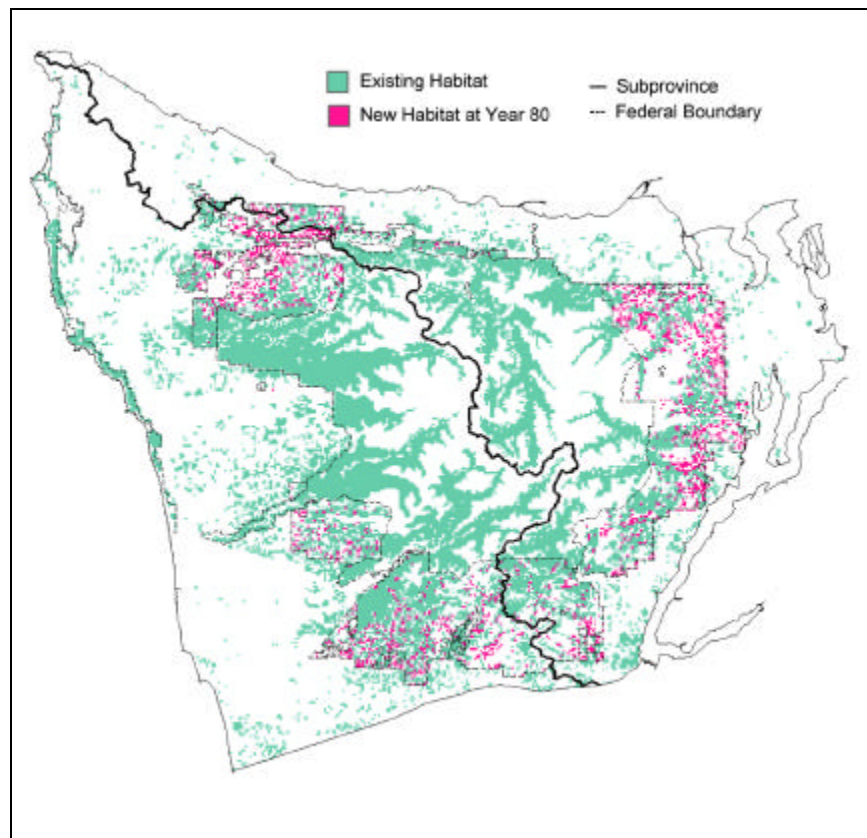 Existing Habitat
New Habitat at Year 80
Subprovince
Federal Boundary